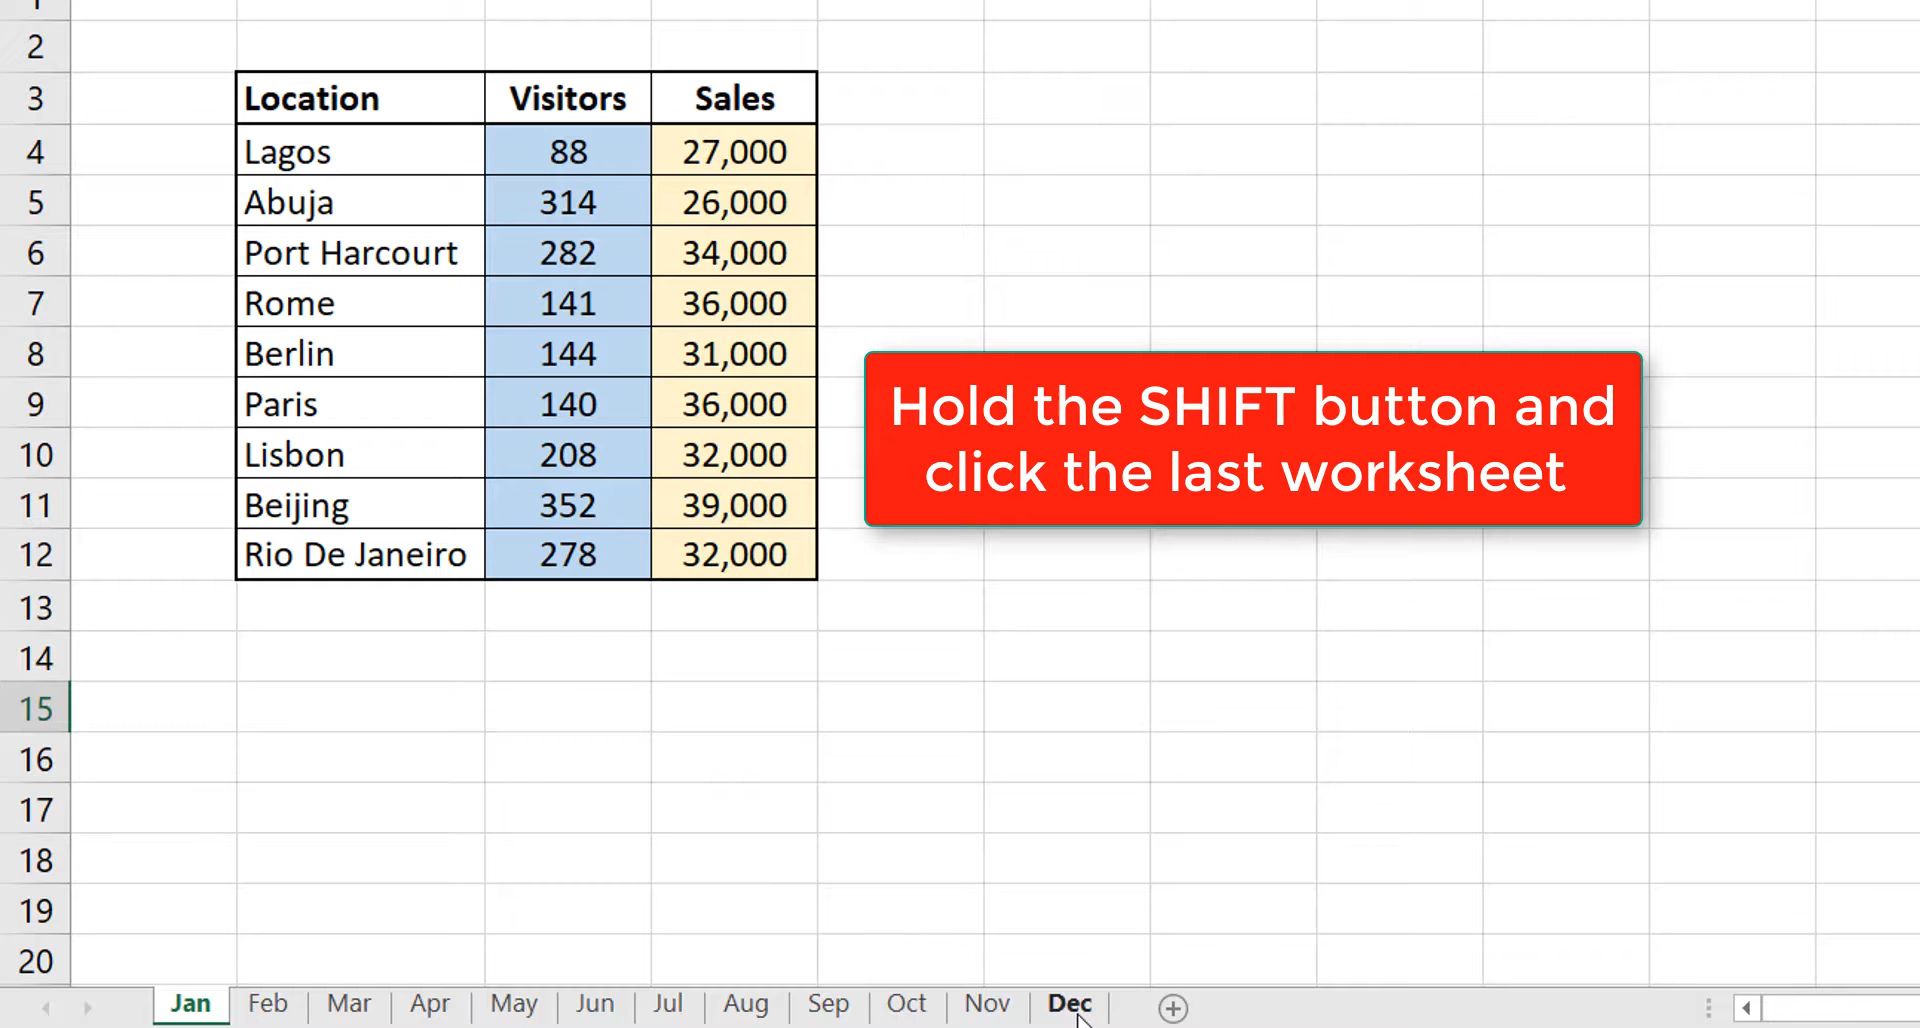 1
2
3 Location Visitors Sales
4 Lagos 88 27,000
5 Abuja 314 26,000
6 Port Harcourt 282 34,000
7 Rome 141 36,000
8 Berlin 144 31,000
9 Paris 140 36,000
10 Lisbon 208 32,000
11 Beijing 352 39,000
12 Rio De Janeiro 278 32,000
Hold the SHIFT button and
click the last worksheet
13
14
15
16
17
18
19
20
Jan Feb Mar Apr May Jun Jul Aug Sep Oct Nov Dec